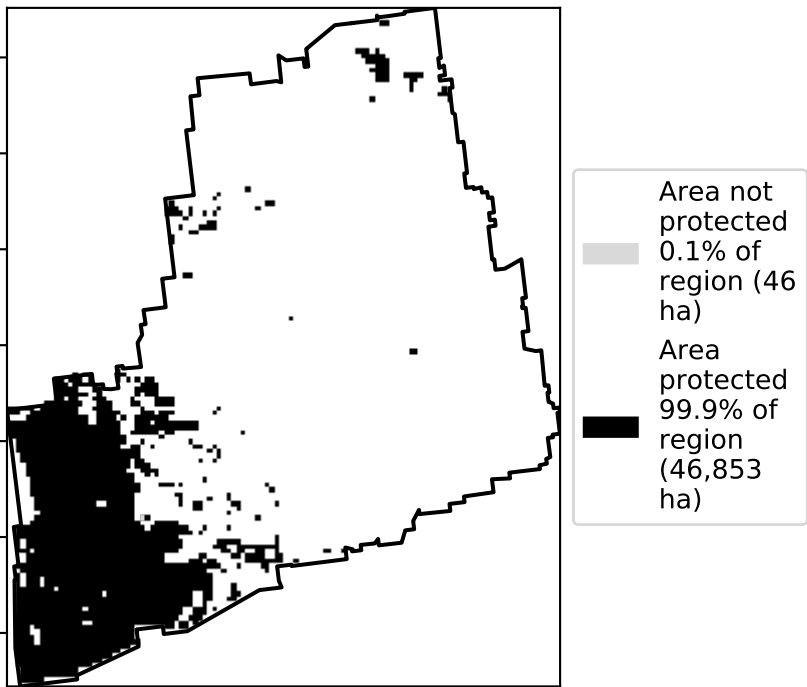 Area not
protected
0.1% of
region (46
ha)
Area
protected
99.9% of
region
(46,853
ha)